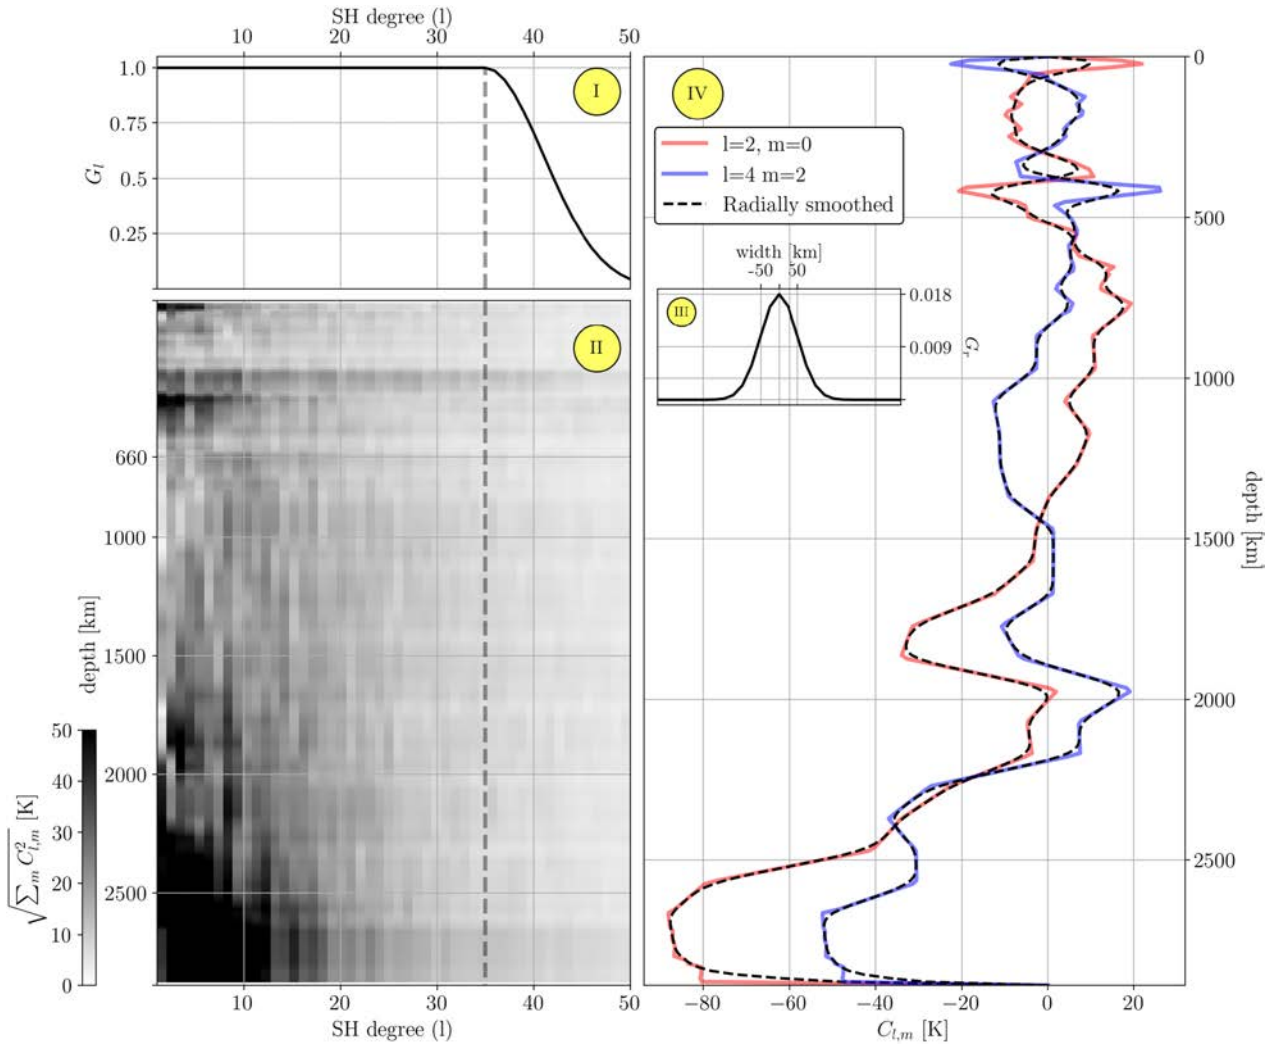 SH degree (l)
10 20 30 40 50
1.0
0.75
0.5
0.25
G_l
I
II
660
1000
1500
2000
2500
depth [km]
50
40
30
20
10
0
√∑_m C²_{l,m} [K]
10 20 30 40 50
SH degree (l)
IV
l=2, m=0
l=4 m=2
Radially smoothed
width [km]
-50 0 50
III
0.018
0.009
G_r
0
500
1000
1500
2000
2500
depth [km]
−80 −60 −40 −20 0 20
C_{l,m} [K]